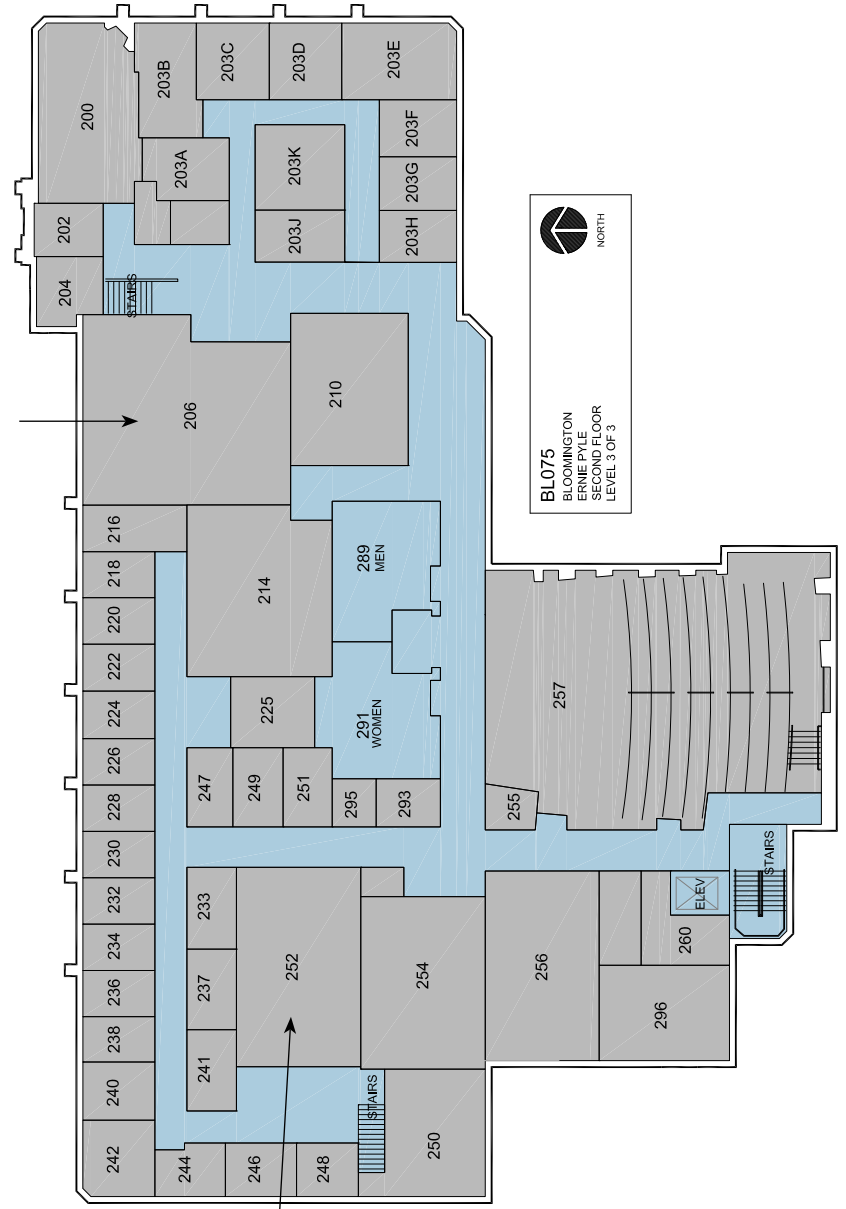 200
203B
203C
203D
203E
203A
203K
203F
203G
203J
203H
202
204
STAIRS
206
210
NORTH
BL075
BLOOMINGTON
ERNIE PYLE
SECOND FLOOR
LEVEL 3 OF 3
216
218
220
222
224
226
228
230
232
234
236
238
240
242
214
225
289
MEN
291
WOMEN
247
249
251
295
293
255
257
233
237
241
252
254
256
ELEV
STAIRS
260
296
244
246
248
STAIRS
250